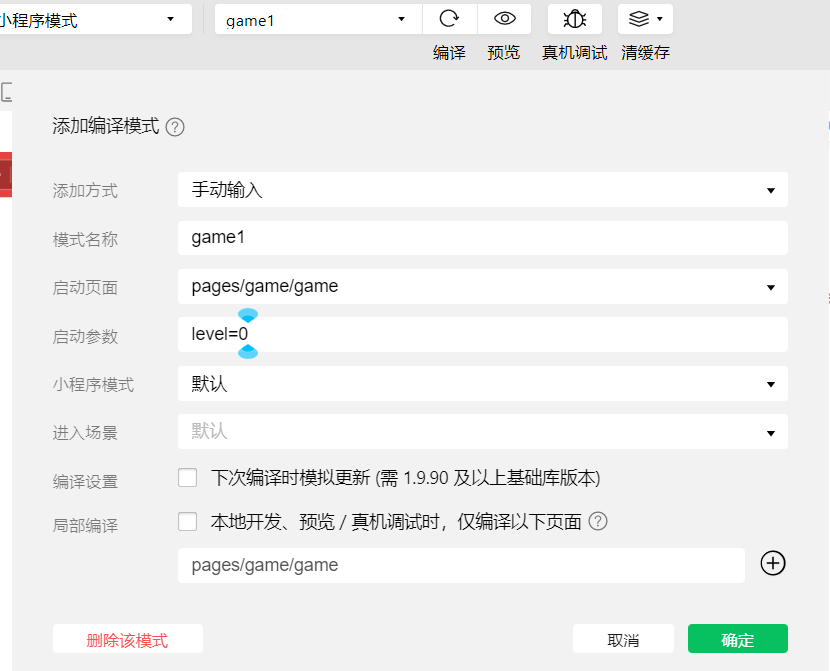 小程序模式
game1
编译
预览
真机调试
清缓存
添加编译模式
添加方式
手动输入
模式名称
game1
启动页面
pages/game/game
启动参数
level=0
小程序模式
默认
进入场景
默认
编译设置
下次编译时模拟更新 (需 1.9.90 及以上基础库版本)
局部编译
本地开发、预览 / 真机调试时，仅编译以下页面
pages/game/game
删除该模式
取消
确定